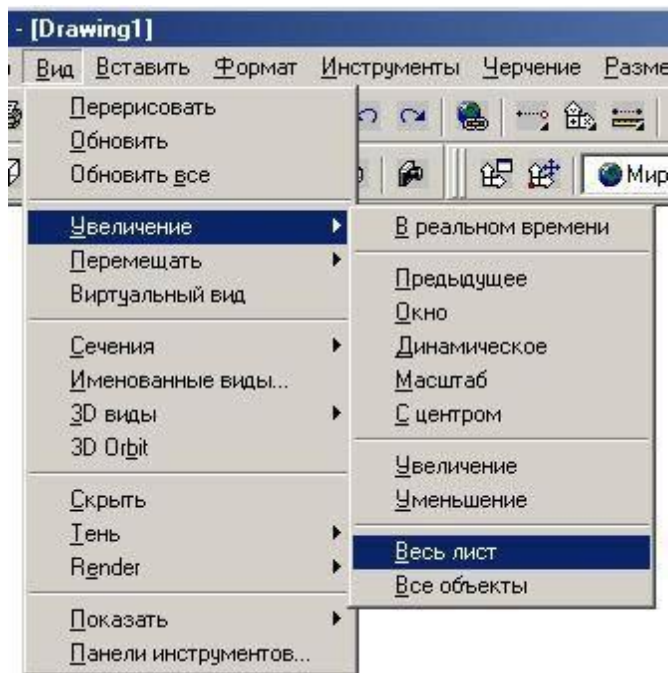 - [Drawing1]
Вид Вставить Формат Инструменты Черчение Разме
Перерисовать
Обновить
Обновить все
Мир
Увеличение
Перемещать
Виртуальный вид
Сечения
Именованные виды...
3D виды
3D Orbit
Скрыть
Тень
Render
Показать
Панели инструментов...
В реальном времени
Предыдущее
Окно
Динамическое
Масштаб
С центром
Увеличение
Уменьшение
Весь лист
Все объекты